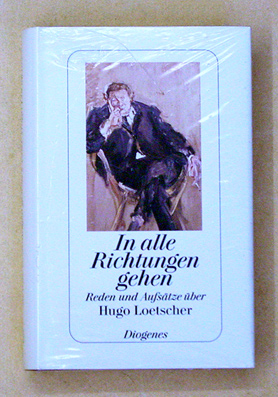 In alle
Richtungen
gehen
Reden und Aufsätze über
Hugo Loetscher
Diogenes